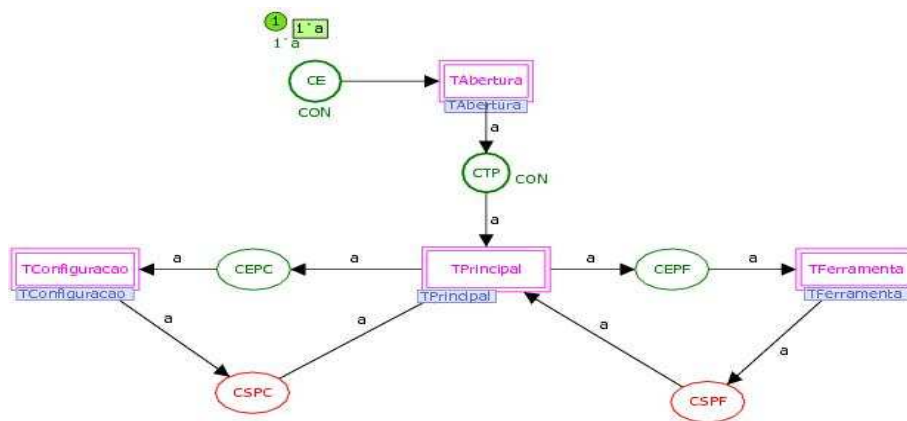 1
1`a
1`a
CE
CON
TAbertura
TAbertura
a
CTP
CON
a
TConfiguracao
TConfiguracao
a
CEPC
a
TPrincipal
TPrincipal
a
CEPF
a
TFerramenta
TFerramenta
a
a
a
a
CSPC
CSPF